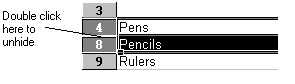 Double click
here to
unhide
3
4 Pens
8 Pencils
9 Rulers